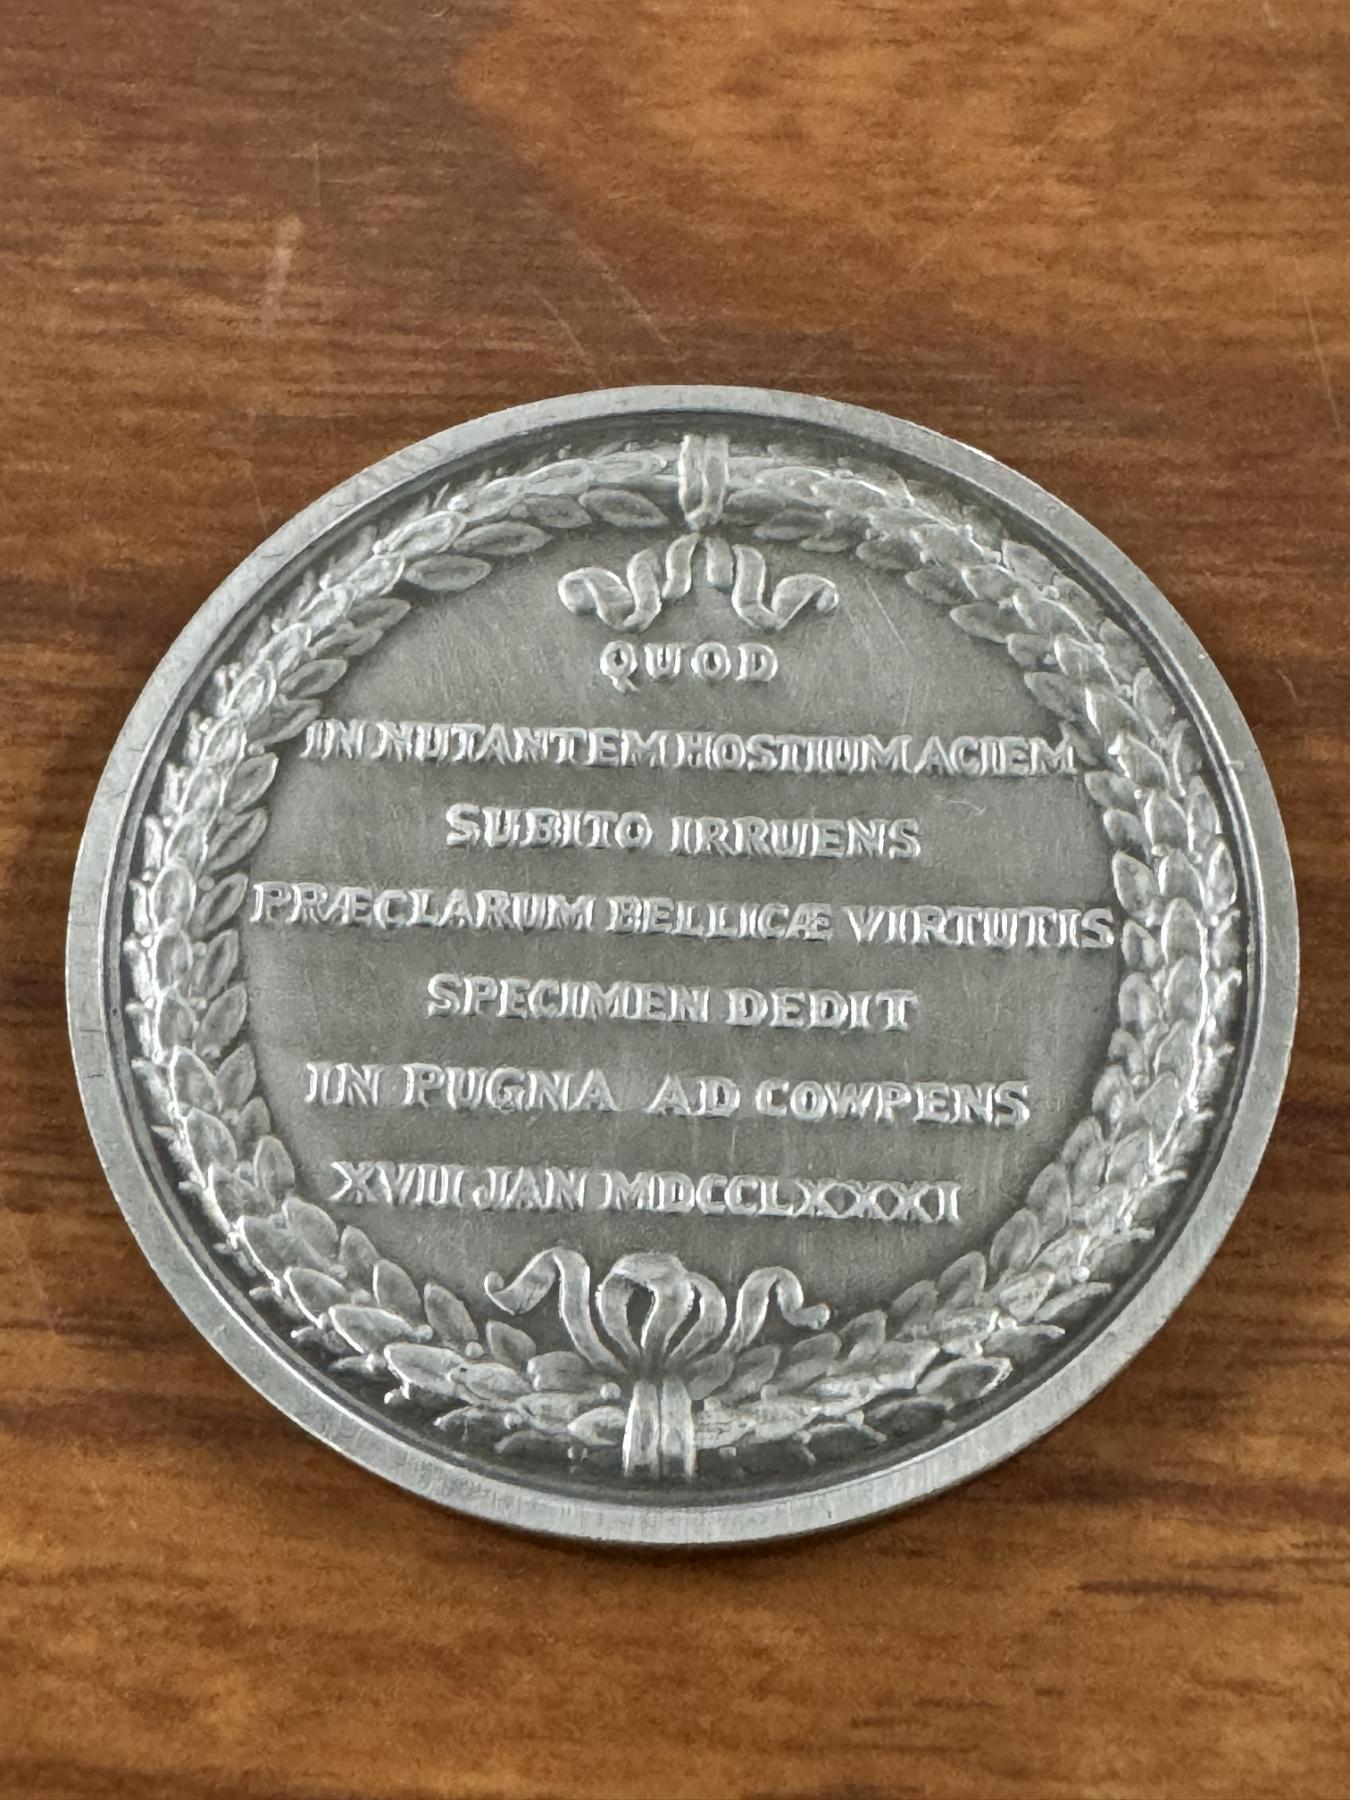 QUOD
IN NUTANTEM HOSTIUM ACIEM
SUBITO IRRUENS
PRÆCLARUM BELLICÆ VIRTUTIS
SPECIMEN DEDIT
IN PUGNA AD COWPENS
XVII JAN MDCCLXXXI